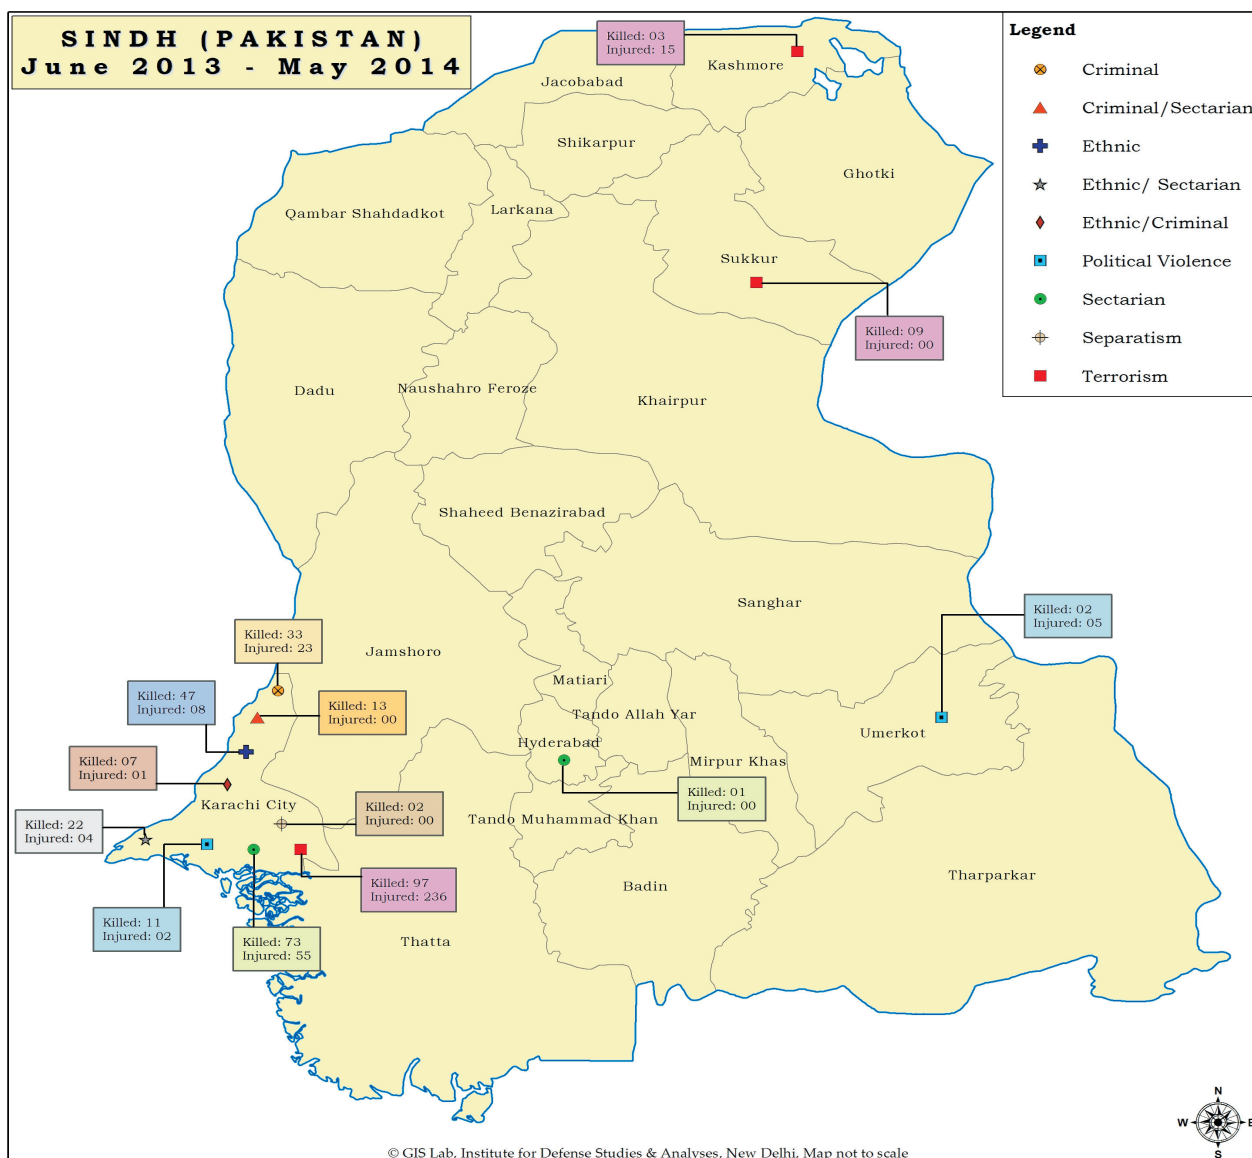 SINDH (PAKISTAN)
June 2013 - May 2014
Killed: 03
Injured: 15
Kashmore
Jacobabad
Shikarpur
Ghotki
Qambar Shahdadkot
Larkana
Sukkur
Killed: 09
Injured: 00
Dadu
Naushahro Feroze
Khairpur
Shaheed Benazirabad
Sanghar
Killed: 02
Injured: 05
Killed: 33
Injured: 23
Jamshoro
Matiari
Killed: 47
Injured: 08
Killed: 13
Injured: 00
Tando Allah Yar
Umerkot
Hyderabad
Mirpur Khas
Killed: 07
Injured: 01
Killed: 01
Injured: 00
Karachi City
Killed: 02
Injured: 00
Tando Muhammad Khan
Killed: 22
Injured: 04
Killed: 97
Injured: 236
Badin
Tharparkar
Killed: 11
Injured: 02
Killed: 73
Injured: 55
Thatta
Legend
Criminal
Criminal/Sectarian
Ethnic
Ethnic/ Sectarian
Ethnic/Criminal
Political Violence
Sectarian
Separatism
Terrorism
N
W E
S
© GIS Lab, Institute for Defense Studies & Analyses, New Delhi, Map not to scale